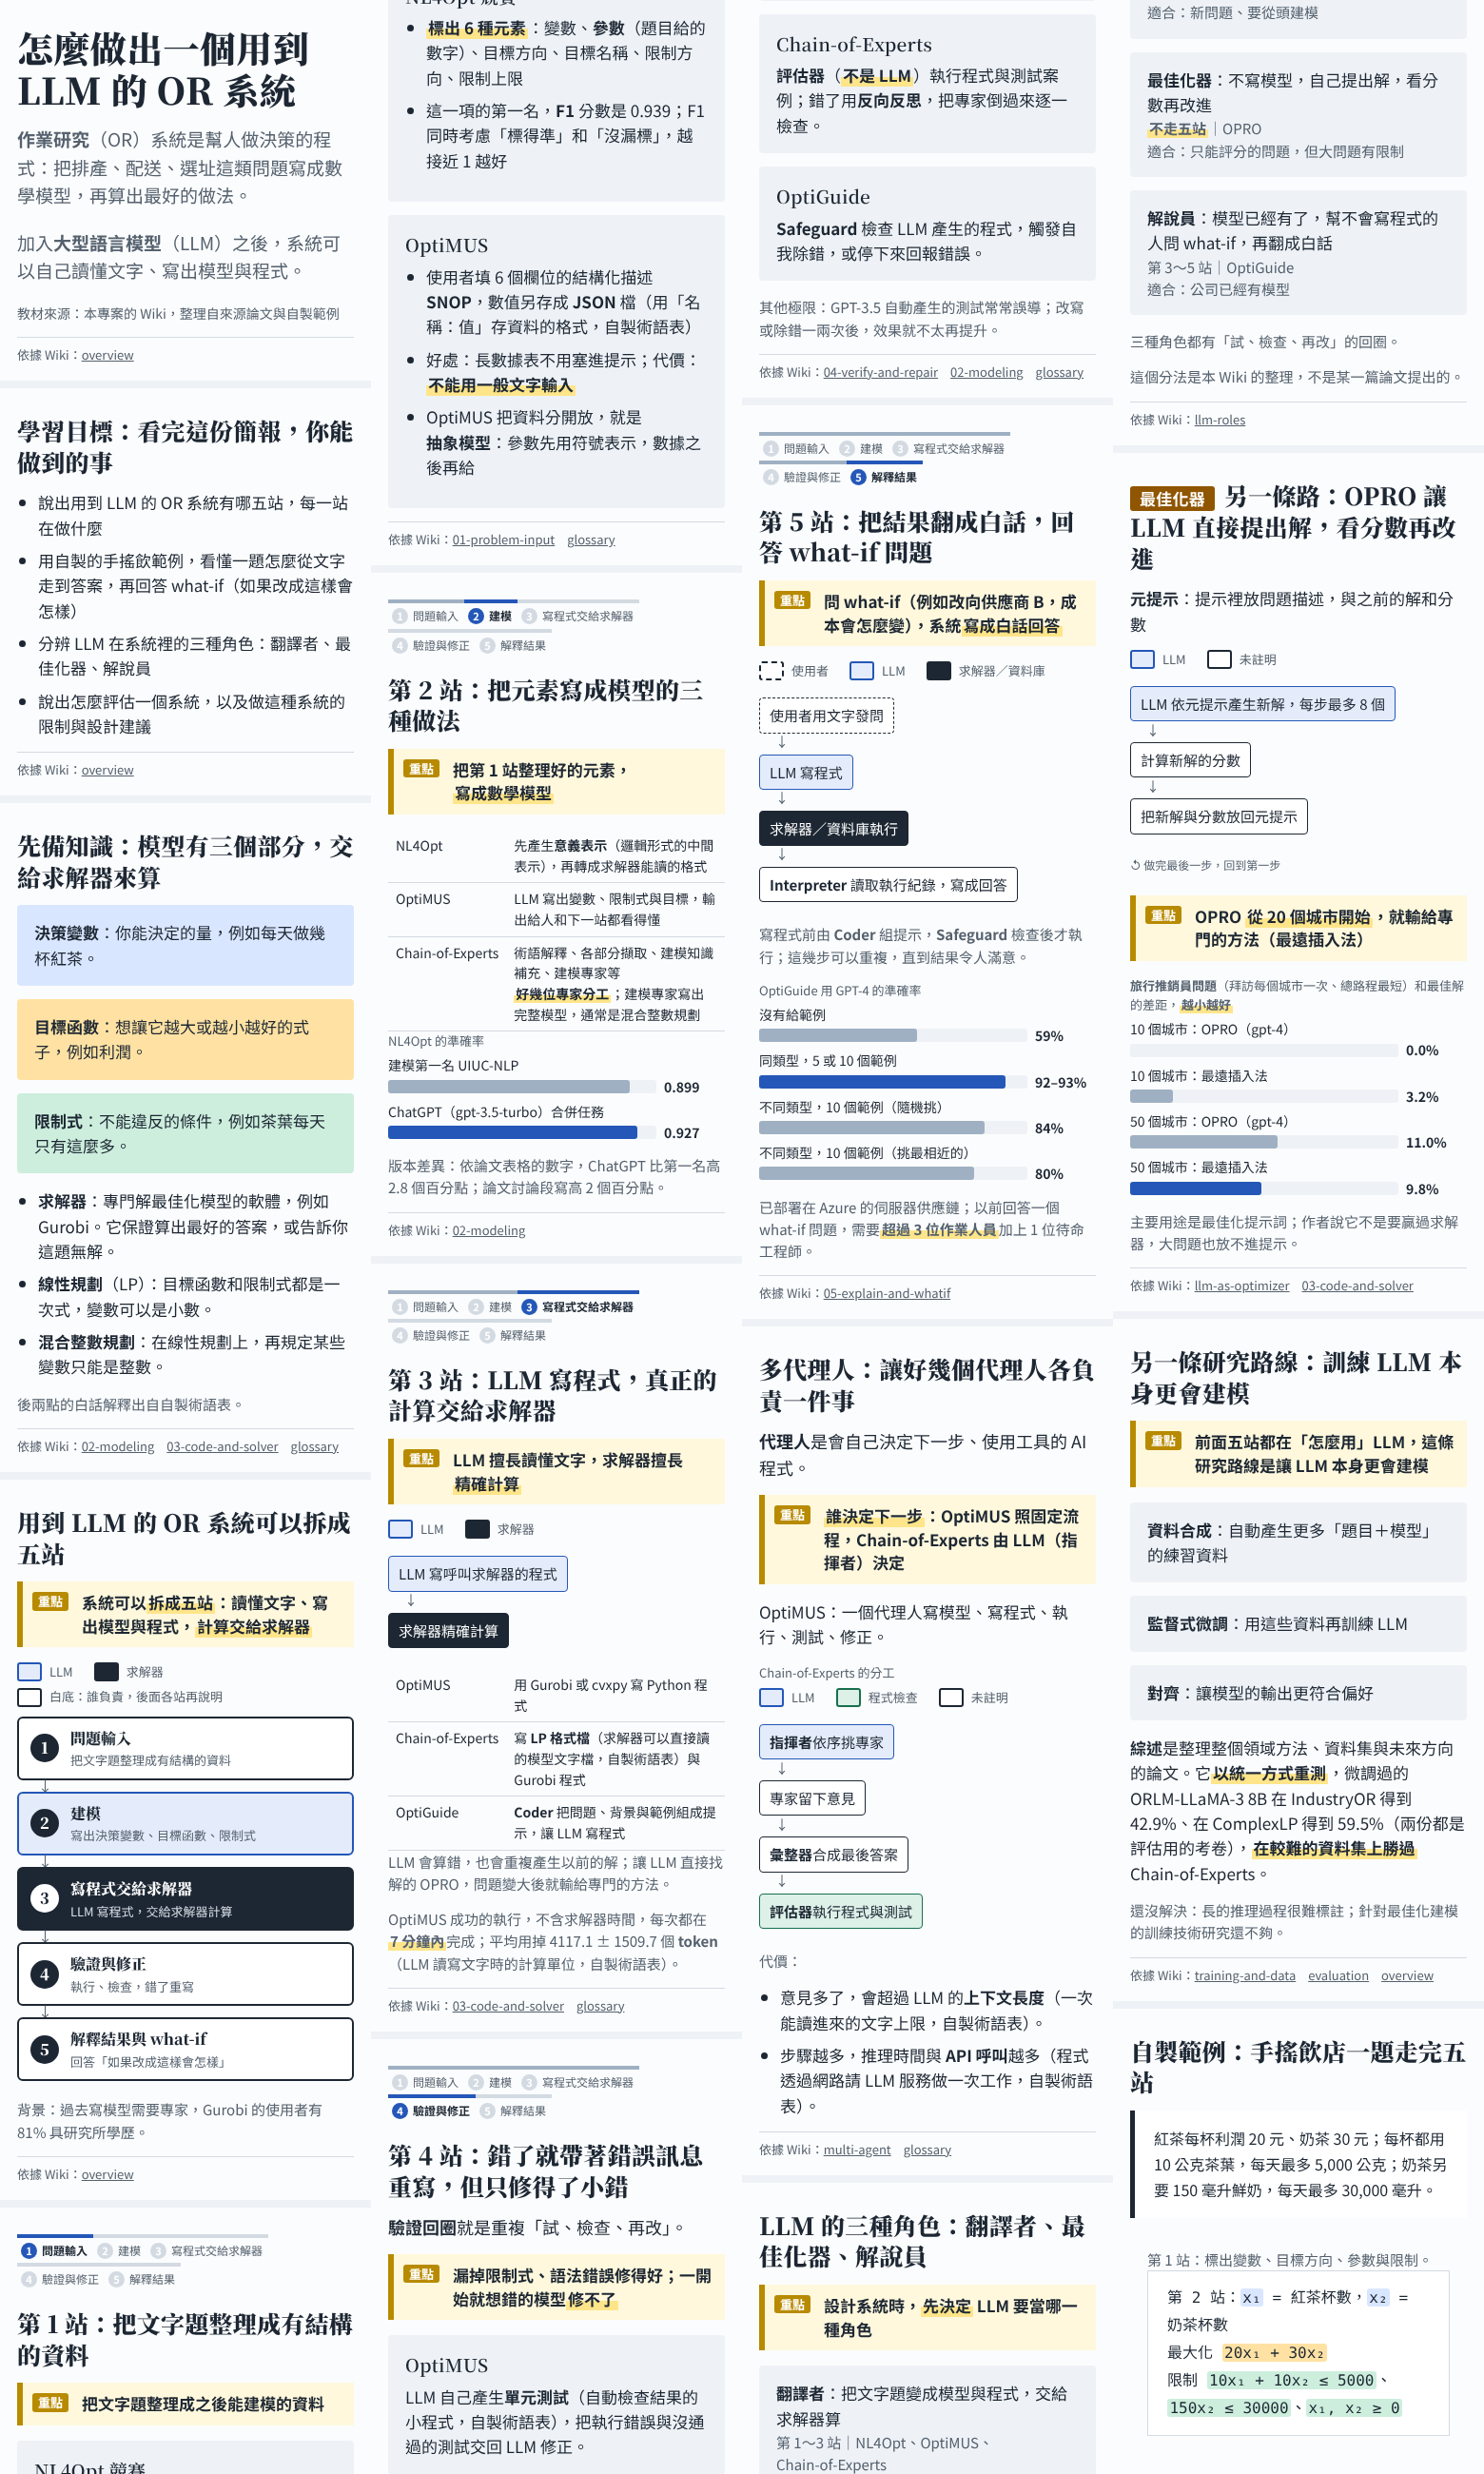 怎麼做出一個用到
LLM 的 OR 系統
作業研究（OR）系統是幫人做決策的程
式：把排產、配送、選址這類問題寫成數
學模型，再算出最好的做法。
加入大型語言模型（LLM）之後，系統可
以自己讀懂文字、寫出模型與程式。
教材來源：本專案的 Wiki，整理自來源論文與自製範例
依據 Wiki：overview
學習目標：看完這份簡報，你能
做到的事
• 說出用到 LLM 的 OR 系統有哪五站，每一站
在做什麼
• 用自製的手搖飲範例，看懂一題怎麼從文字
走到答案，再回答 what-if（如果改成這樣會
怎樣）
• 分辨 LLM 在系統裡的三種角色：翻譯者、最
佳化器、解說員
• 說出怎麼評估一個系統，以及做這種系統的
限制與設計建議
依據 Wiki：overview
先備知識：模型有三個部分，交
給求解器來算
決策變數：你能決定的量，例如每天做幾
杯紅茶。
目標函數：想讓它越大或越小越好的式
子，例如利潤。
限制式：不能違反的條件，例如茶葉每天
只有這麼多。
• 求解器：專門解最佳化模型的軟體，例如
Gurobi。它保證算出最好的答案，或告訴你
這題無解。
• 線性規劃（LP）：目標函數和限制式都是一
次式，變數可以是小數。
• 混合整數規劃：在線性規劃上，再規定某些
變數只能是整數。
後兩點的白話解釋出自自製術語表。
依據 Wiki：02-modeling 03-code-and-solver glossary
用到 LLM 的 OR 系統可以拆成
五站
重點 系統可以拆成五站：讀懂文字、寫
出模型與程式，計算交給求解器
LLM 求解器
白底：誰負責，後面各站再說明
1 問題輸入
把文字題整理成有結構的資料
↓
2 建模
寫出決策變數、目標函數、限制式
↓
3 寫程式交給求解器
LLM 寫程式，交給求解器計算
↓
4 驗證與修正
執行、檢查，錯了重寫
↓
5 解釋結果與 what-if
回答「如果改成這樣會怎樣」
背景：過去寫模型需要專家，Gurobi 的使用者有
81% 具研究所學歷。
依據 Wiki：overview
1 問題輸入 2 建模 3 寫程式交給求解器
4 驗證與修正 5 解釋結果
第 1 站：把文字題整理成有結構
的資料
重點 把文字題整理成之後能建模的資料
NL4Opt 競賽
NL4Opt 競賽
• 標出 6 種元素：變數、參數（題目給的
數字）、目標方向、目標名稱、限制方
向、限制上限
• 這一項的第一名，F1 分數是 0.939；F1
同時考慮「標得準」和「沒漏標」，越
接近 1 越好
OptiMUS
• 使用者填 6 個欄位的結構化描述
SNOP，數值另存成 JSON 檔（用「名
稱：值」存資料的格式，自製術語表）
• 好處：長數據表不用塞進提示；代價：
不能用一般文字輸入
• OptiMUS 把資料分開放，就是
抽象模型：參數先用符號表示，數據之
後再給
依據 Wiki：01-problem-input glossary
1 問題輸入 2 建模 3 寫程式交給求解器
4 驗證與修正 5 解釋結果
第 2 站：把元素寫成模型的三
種做法
重點 把第 1 站整理好的元素，
寫成數學模型
NL4Opt 先產生意義表示（邏輯形式的中間
表示），再轉成求解器能讀的格式
OptiMUS LLM 寫出變數、限制式與目標，輸
出給人和下一站都看得懂
Chain-of-Experts 術語解釋、各部分擷取、建模知識
補充、建模專家等
好幾位專家分工；建模專家寫出
完整模型，通常是混合整數規劃
NL4Opt 的準確率
建模第一名 UIUC-NLP
0.899
ChatGPT（gpt-3.5-turbo）合併任務
0.927
版本差異：依論文表格的數字，ChatGPT 比第一名高
2.8 個百分點；論文討論段寫高 2 個百分點。
依據 Wiki：02-modeling
1 問題輸入 2 建模 3 寫程式交給求解器
4 驗證與修正 5 解釋結果
第 3 站：LLM 寫程式，真正的
計算交給求解器
重點 LLM 擅長讀懂文字，求解器擅長
精確計算
LLM 求解器
LLM 寫呼叫求解器的程式
↓
求解器精確計算
OptiMUS 用 Gurobi 或 cvxpy 寫 Python 程
式
Chain-of-Experts 寫 LP 格式檔（求解器可以直接讀
的模型文字檔，自製術語表）與
Gurobi 程式
OptiGuide Coder 把問題、背景與範例組成提
示，讓 LLM 寫程式
LLM 會算錯，也會重複產生以前的解；讓 LLM 直接找
解的 OPRO，問題變大後就輸給專門的方法。
OptiMUS 成功的執行，不含求解器時間，每次都在
7 分鐘內完成；平均用掉 4117.1 ± 1509.7 個 token
（LLM 讀寫文字時的計算單位，自製術語表）。
依據 Wiki：03-code-and-solver glossary
1 問題輸入 2 建模 3 寫程式交給求解器
4 驗證與修正 5 解釋結果
第 4 站：錯了就帶著錯誤訊息
重寫，但只修得了小錯
驗證回圈就是重複「試、檢查、再改」。
重點 漏掉限制式、語法錯誤修得好；一開
始就想錯的模型修不了
OptiMUS
LLM 自己產生單元測試（自動檢查結果的
小程式，自製術語表），把執行錯誤與沒通
過的測試交回 LLM 修正。
Chain-of-Experts
評估器（不是 LLM）執行程式與測試案
例；錯了用反向反思，把專家倒過來逐一
檢查。
OptiGuide
Safeguard 檢查 LLM 產生的程式，觸發自
我除錯，或停下來回報錯誤。
其他極限：GPT-3.5 自動產生的測試常常誤導；改寫
或除錯一兩次後，效果就不太再提升。
依據 Wiki：04-verify-and-repair 02-modeling glossary
1 問題輸入 2 建模 3 寫程式交給求解器
4 驗證與修正 5 解釋結果
第 5 站：把結果翻成白話，回
答 what-if 問題
重點 問 what-if（例如改向供應商 B，成
本會怎麼變），系統寫成白話回答
使用者 LLM 求解器／資料庫
使用者用文字發問
↓
LLM 寫程式
↓
求解器／資料庫執行
↓
Interpreter 讀取執行紀錄，寫成回答
寫程式前由 Coder 組提示，Safeguard 檢查後才執
行；這幾步可以重複，直到結果令人滿意。
OptiGuide 用 GPT-4 的準確率
沒有給範例
59%
同類型，5 或 10 個範例
92–93%
不同類型，10 個範例（隨機挑）
84%
不同類型，10 個範例（挑最相近的）
80%
已部署在 Azure 的伺服器供應鏈；以前回答一個
what-if 問題，需要超過 3 位作業人員加上 1 位待命
工程師。
依據 Wiki：05-explain-and-whatif
多代理人：讓好幾個代理人各負
責一件事
代理人是會自己決定下一步、使用工具的 AI
程式。
重點 誰決定下一步：OptiMUS 照固定流
程，Chain-of-Experts 由 LLM（指
揮者）決定
OptiMUS：一個代理人寫模型、寫程式、執
行、測試、修正。
Chain-of-Experts 的分工
LLM 程式檢查 未註明
指揮者依序挑專家
↓
專家留下意見
↓
彙整器合成最後答案
↓
評估器執行程式與測試
代價：
• 意見多了，會超過 LLM 的上下文長度（一次
能讀進來的文字上限，自製術語表）。
• 步驟越多，推理時間與 API 呼叫越多（程式
透過網路請 LLM 服務做一次工作，自製術語
表）。
依據 Wiki：multi-agent glossary
LLM 的三種角色：翻譯者、最
佳化器、解說員
重點 設計系統時，先決定 LLM 要當哪一
種角色
翻譯者：把文字題變成模型與程式，交給
求解器算
第 1～3 站｜NL4Opt、OptiMUS、
Chain-of-Experts
適合：新問題、要從頭建模
最佳化器：不寫模型，自己提出解，看分
數再改進
不走五站｜OPRO
適合：只能評分的問題，但大問題有限制
解說員：模型已經有了，幫不會寫程式的
人問 what-if，再翻成白話
第 3～5 站｜OptiGuide
適合：公司已經有模型
三種角色都有「試、檢查、再改」的回圈。
這個分法是本 Wiki 的整理，不是某一篇論文提出的。
依據 Wiki：llm-roles
最佳化器 另一條路：OPRO 讓
LLM 直接提出解，看分數再改
進
元提示：提示裡放問題描述，與之前的解和分
數
LLM 未註明
LLM 依元提示產生新解，每步最多 8 個
↓
計算新解的分數
↓
把新解與分數放回元提示
↺ 做完最後一步，回到第一步
重點 OPRO 從 20 個城市開始，就輸給專
門的方法（最遠插入法）
旅行推銷員問題（拜訪每個城市一次、總路程最短）和最佳解
的差距，越小越好
10 個城市：OPRO（gpt-4）
0.0%
10 個城市：最遠插入法
3.2%
50 個城市：OPRO（gpt-4）
11.0%
50 個城市：最遠插入法
9.8%
主要用途是最佳化提示詞；作者說它不是要贏過求解
器，大問題也放不進提示。
依據 Wiki：llm-as-optimizer 03-code-and-solver
另一條研究路線：訓練 LLM 本
身更會建模
重點 前面五站都在「怎麼用」LLM，這條
研究路線是讓 LLM 本身更會建模
資料合成：自動產生更多「題目＋模型」
的練習資料
監督式微調：用這些資料再訓練 LLM
對齊：讓模型的輸出更符合偏好
綜述是整理整個領域方法、資料集與未來方向
的論文。它以統一方式重測，微調過的
ORLM-LLaMA-3 8B 在 IndustryOR 得到
42.9%、在 ComplexLP 得到 59.5%（兩份都是
評估用的考卷），在較難的資料集上勝過
Chain-of-Experts。
還沒解決：長的推理過程很難標註；針對最佳化建模
的訓練技術研究還不夠。
依據 Wiki：training-and-data evaluation overview
自製範例：手搖飲店一題走完五
站
紅茶每杯利潤 20 元、奶茶 30 元；每杯都用
10 公克茶葉，每天最多 5,000 公克；奶茶另
要 150 毫升鮮奶，每天最多 30,000 毫升。
第 1 站：標出變數、目標方向、參數與限制。
第 2 站：x₁ = 紅茶杯數，x₂ =
奶茶杯數
最大化 20x₁ + 30x₂
限制 10x₁ + 10x₂ ≤ 5000、
150x₂ ≤ 30000、x₁, x₂ ≥ 0